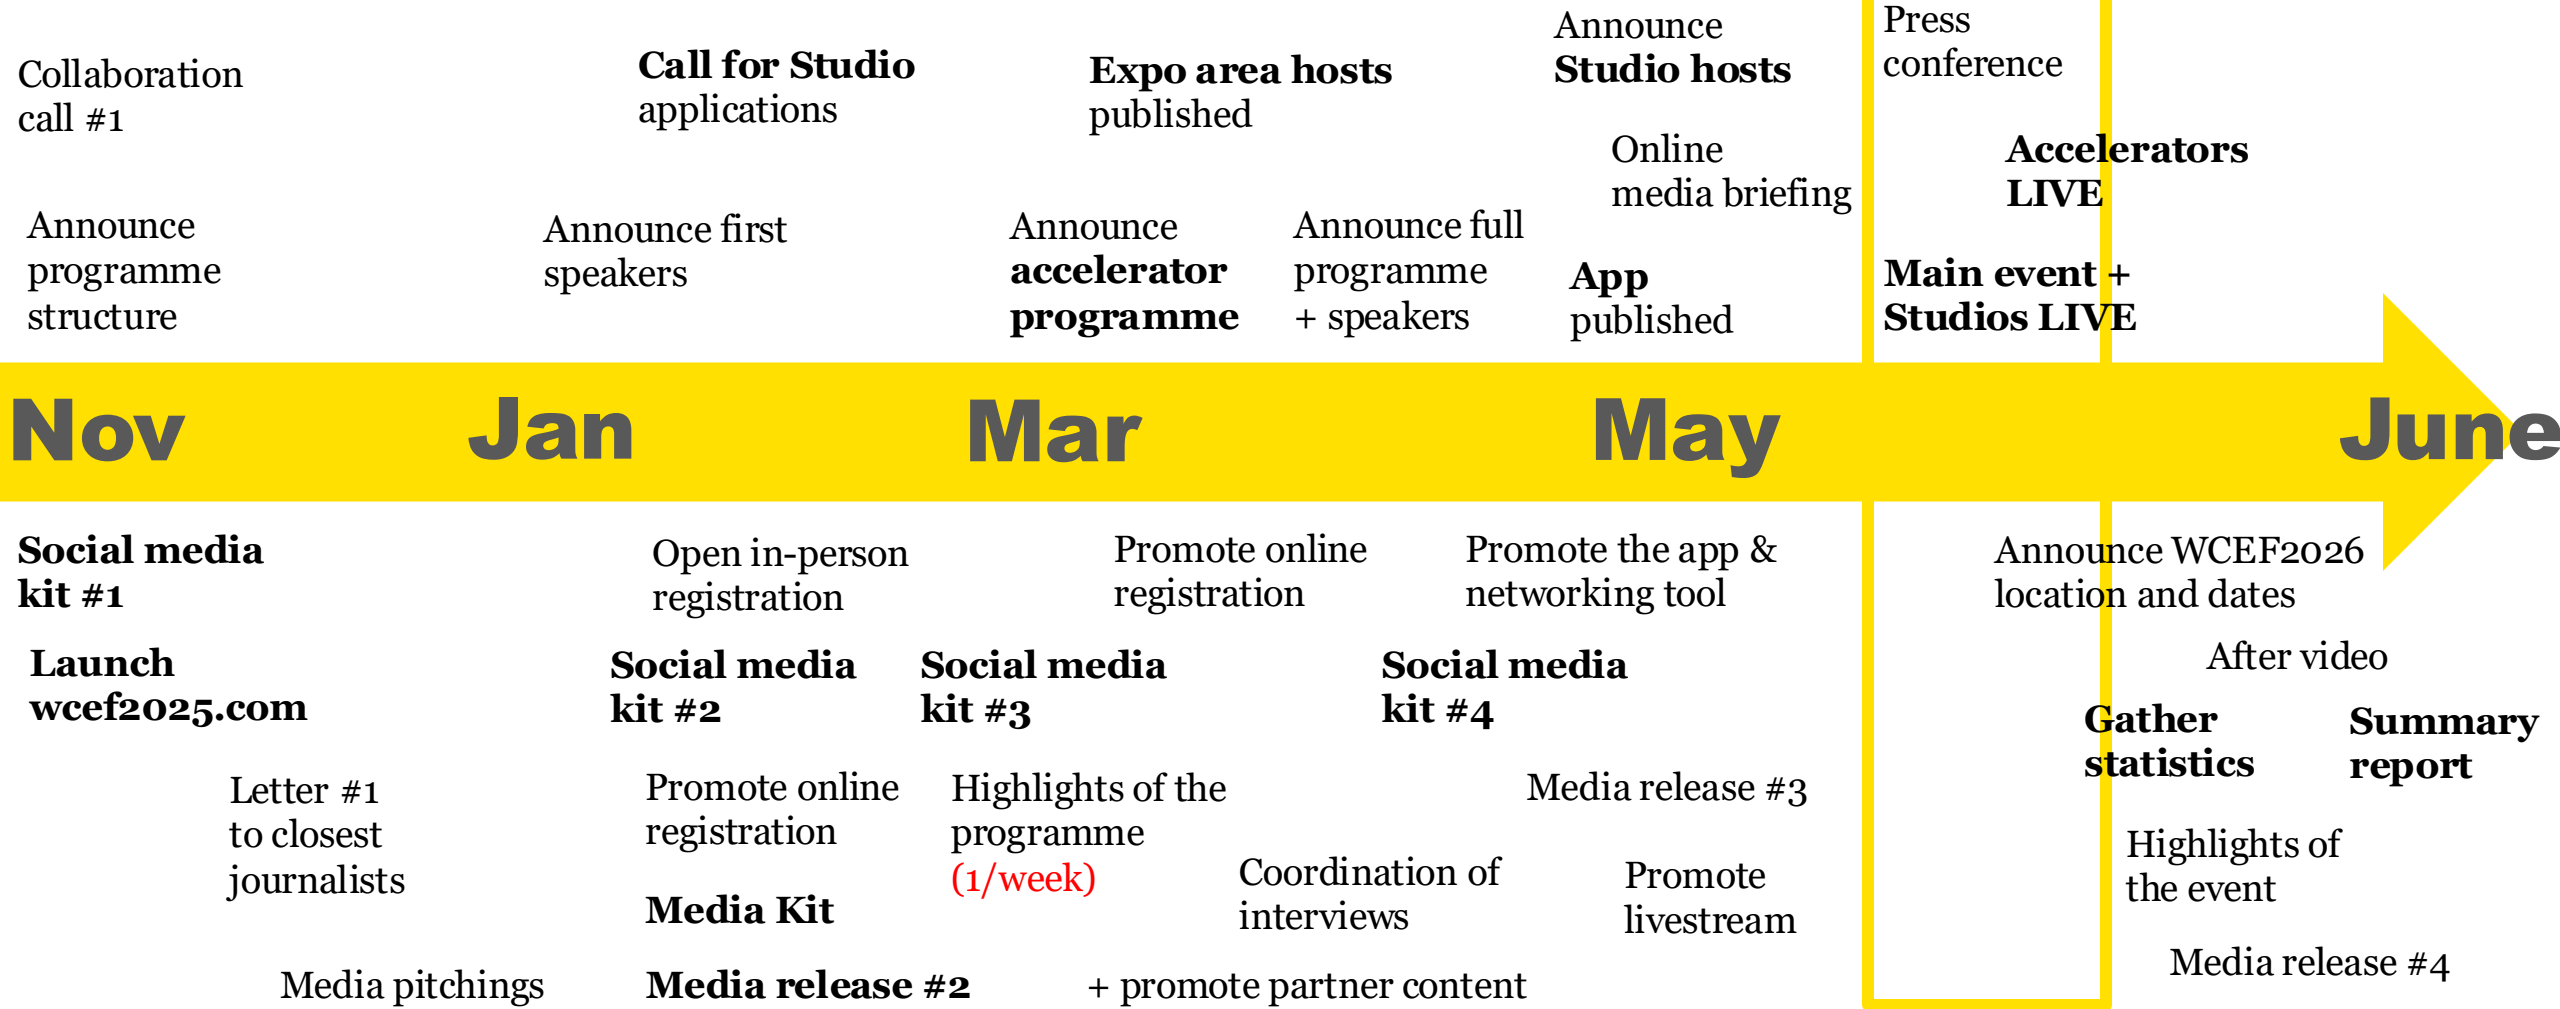 Collaboration
call #1
Call for Studio
applications
Expo area hosts
published
Announce
Studio hosts
Press
conference
Online
media briefing
Accelerators
LIVE
Announce
programme
structure
Announce first
speakers
Announce
accelerator
programme
Announce full
programme
+ speakers
App
published
Main event +
Studios LIVE
Nov
Jan
Mar
May
June
Social media
kit #1
Open in-person
registration
Promote online
registration
Promote the app &
networking tool
Announce WCEF2026
location and dates
Launch
wcef2025.com
Social media
kit #2
Social media
kit #3
Social media
kit #4
After video
Gather
statistics
Summary
report
Letter #1
to closest
journalists
Promote online
registration
Highlights of the
programme
(1/week)
Media release #3
Coordination of
interviews
Promote
livestream
Highlights of
the event
Media Kit
Media pitchings
Media release #2
+ promote partner content
Media release #4